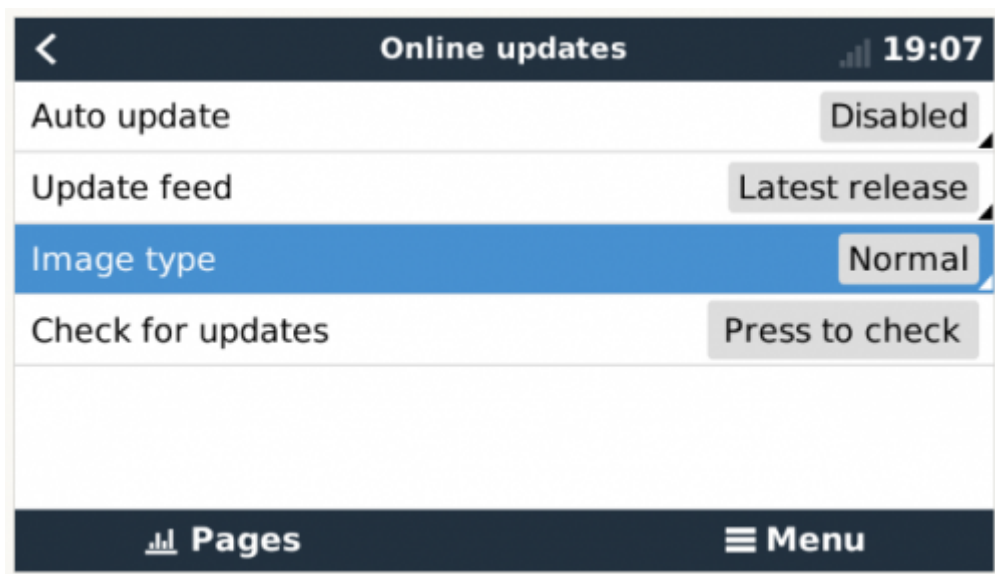 Online updates 19:07
Auto update Disabled
Update feed Latest release
Image type Normal
Check for updates Press to check
Pages Menu